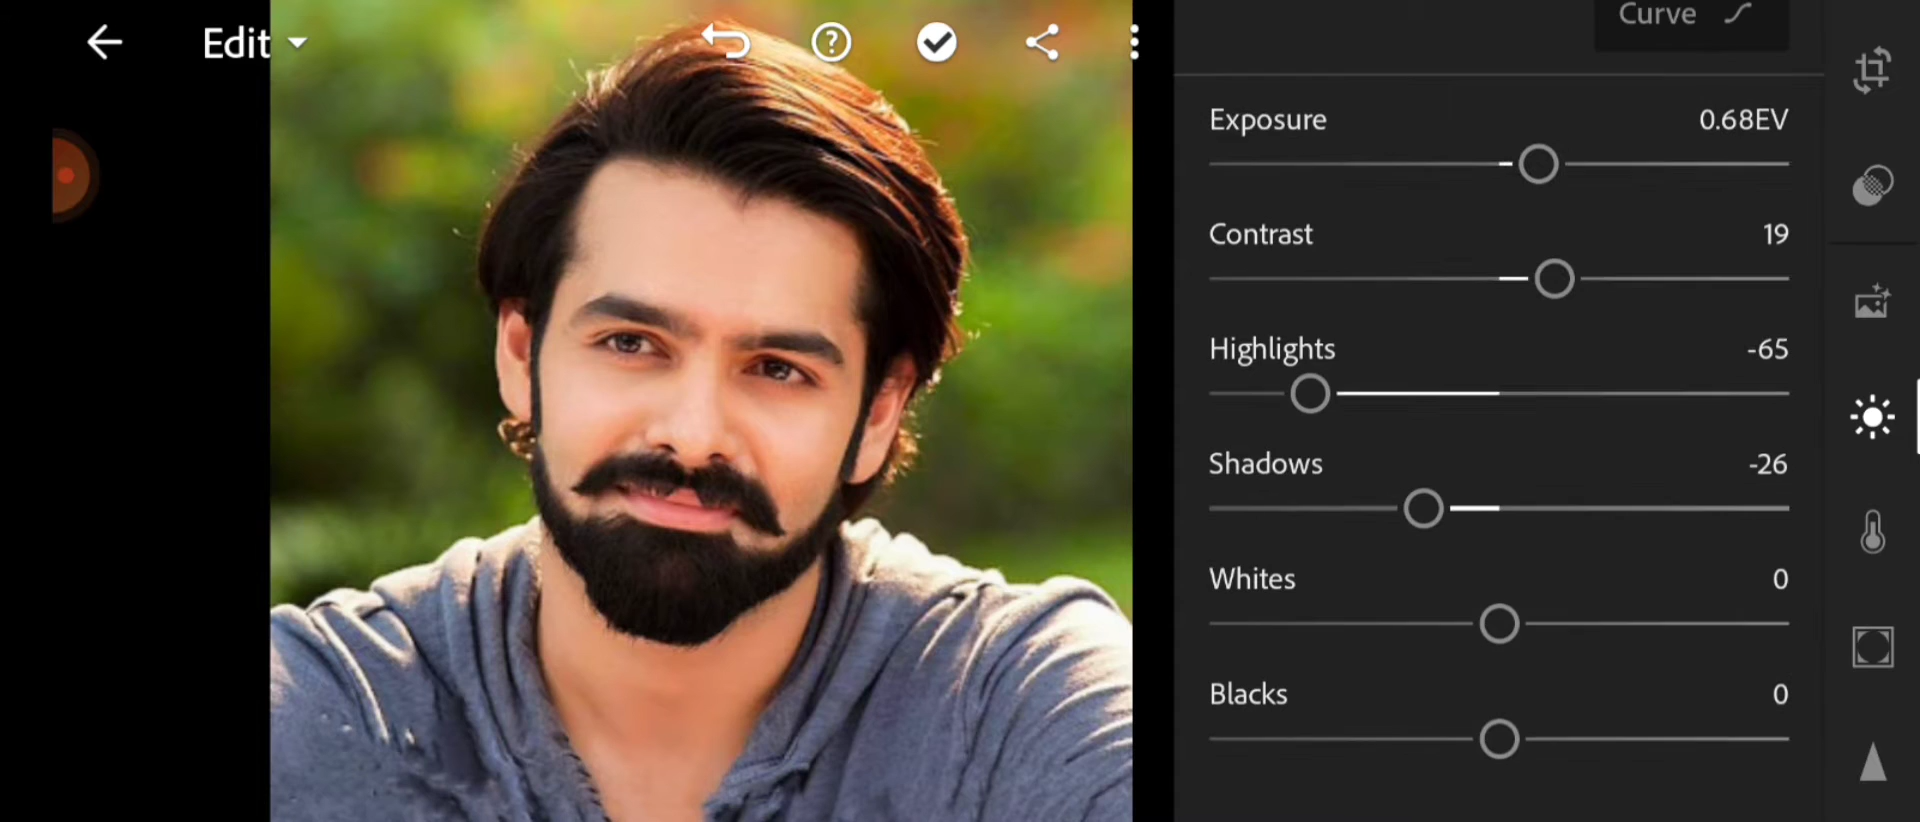 Edit
Curve
Exposure 0.68EV
Contrast 19
Highlights -65
Shadows -26
Whites 0
Blacks 0